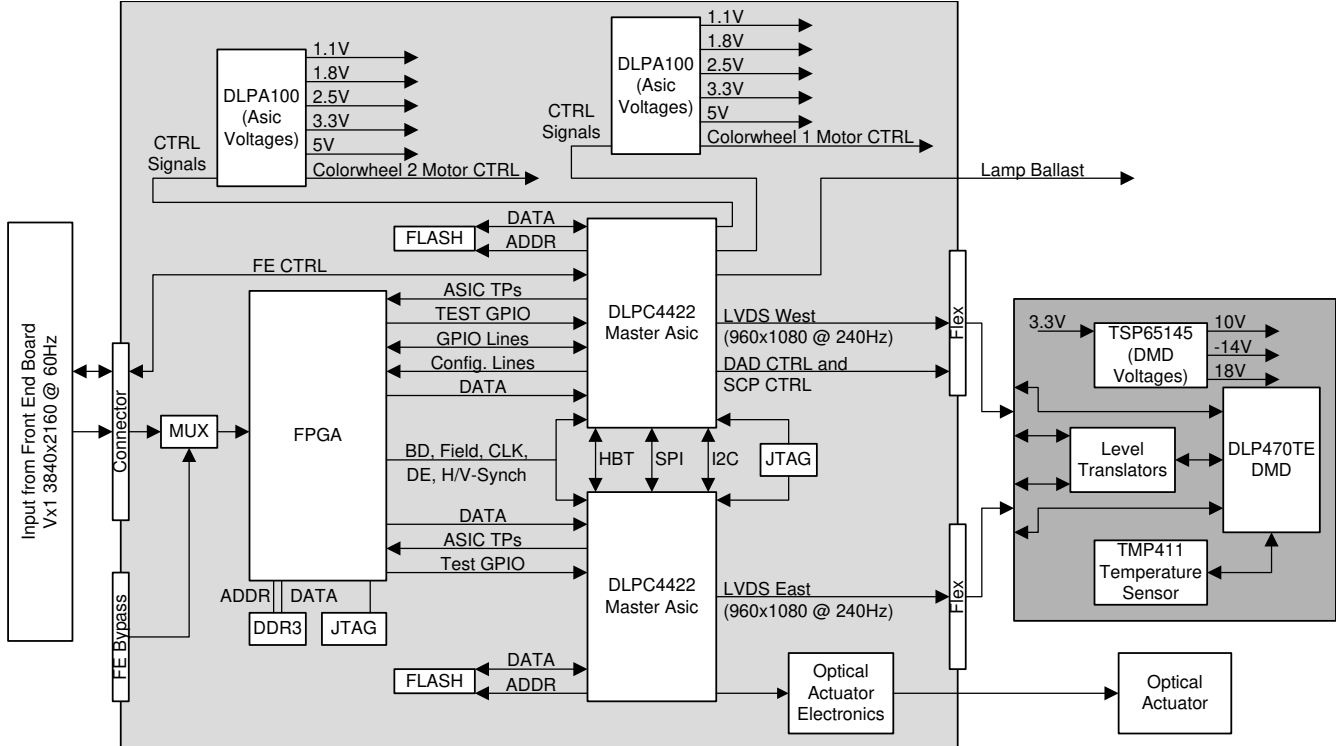 1.1V
1.8V
2.5V
3.3V
5V
Colorwheel 2 Motor CTRL
DLPA100
(Asic
Voltages)
CTRL
Signals
1.1V
1.8V
2.5V
3.3V
5V
Colorwheel 1 Motor CTRL
DLPA100
(Asic
Voltages)
CTRL
Signals
Lamp Ballast
DATA
FLASH
ADDR
FE CTRL
ASIC TPs
TEST GPIO
GPIO Lines
Config. Lines
DATA
DLPC4422
Master Asic
LVDS West
(960x1080 @ 240Hz)
DAD CTRL and
SCP CTRL
Flex
Input from Front End Board
Vx1 3840x2160 @ 60Hz
Connector
MUX
FPGA
BD, Field, CLK,
DE, H/V-Synch
HBT
SPI
I2C
JTAG
DATA
ASIC TPs
Test GPIO
DLPC4422
Master Asic
LVDS East
(960x1080 @ 240Hz)
Flex
FE Bypass
ADDR
DATA
DDR3
JTAG
DATA
FLASH
ADDR
Optical
Actuator
Electronics
Optical
Actuator
3.3V
TSP65145
(DMD
Voltages)
10V
-14V
18V
Level
Translators
DLP470TE
DMD
TMP411
Temperature
Sensor